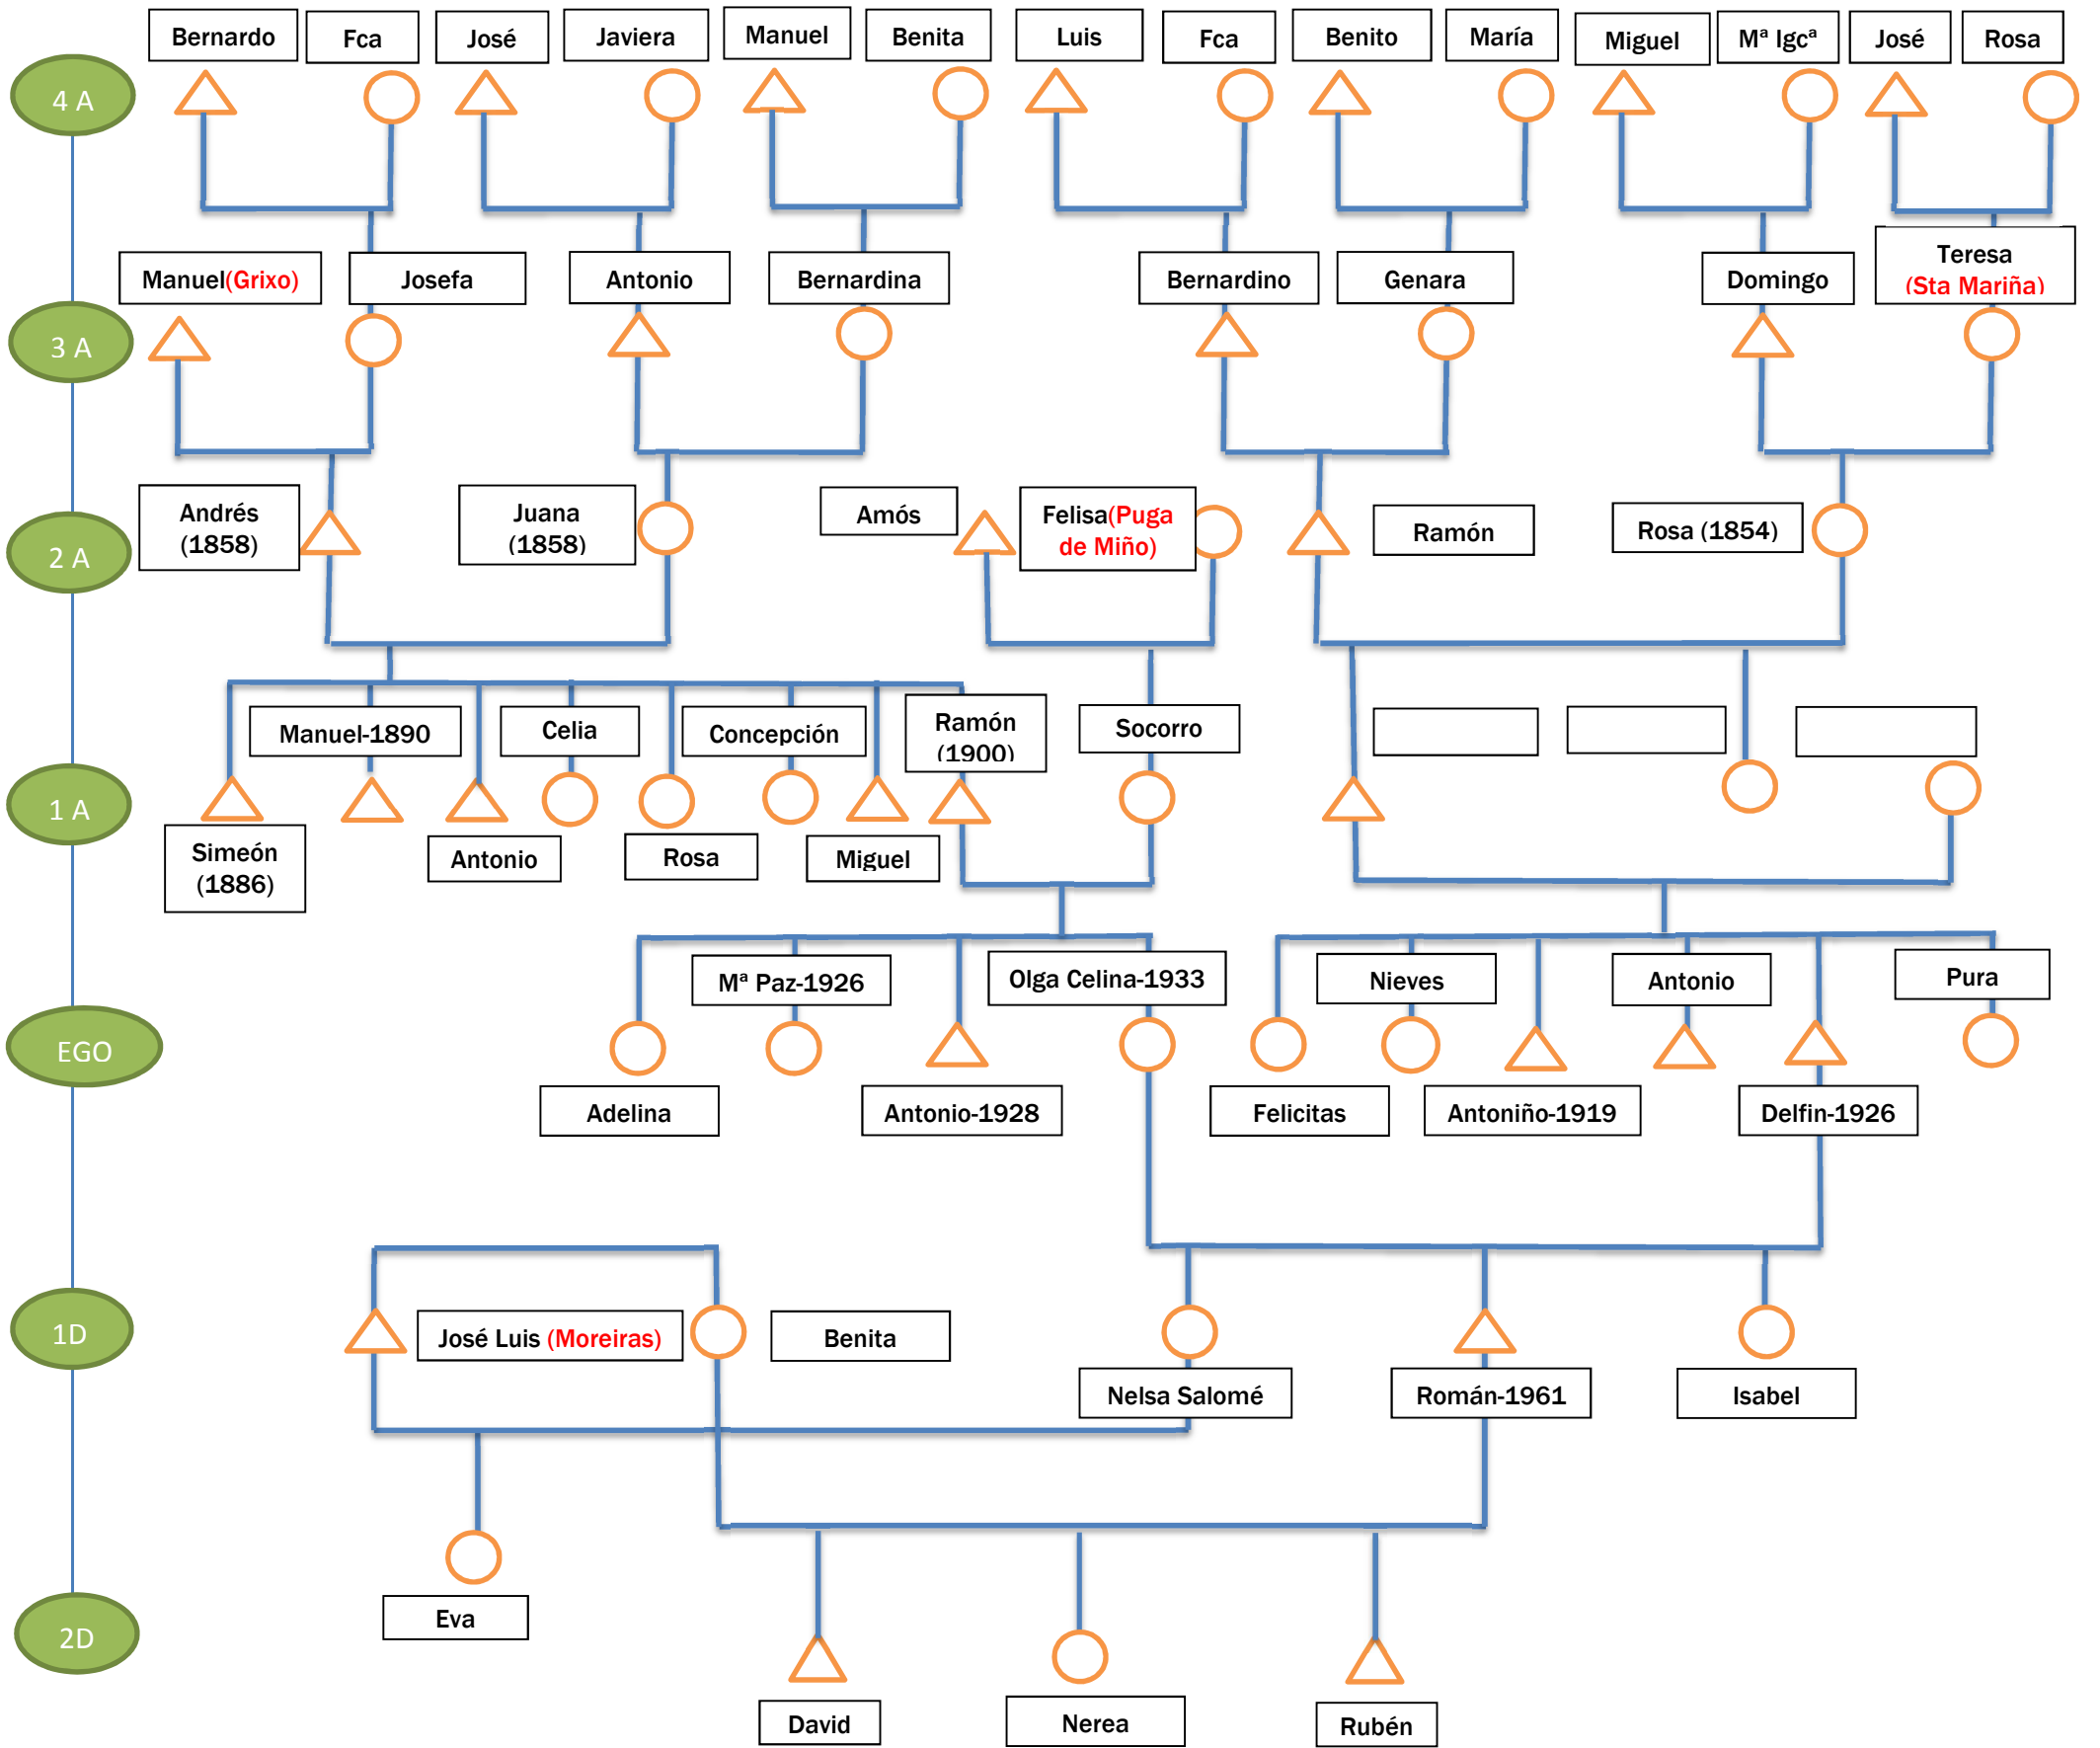 Bernardo
Fca
José
Javiera
Manuel
Benita
Luis
Fca
Benito
María
Miguel
Mª Igcª
José
Rosa
4 A
Manuel(Grixo)
Josefa
Antonio
Bernardina
Bernardino
Genara
Domingo
Teresa
(Sta Mariña)
3 A
Andrés
(1858)
Juana
(1858)
Amós
Felisa(Puga
de Miño)
Ramón
Rosa (1854)
2 A
Manuel-1890
Celia
Concepción
Ramón
(1900)
Socorro
1 A
Simeón
(1886)
Antonio
Rosa
Miguel
Mª Paz-1926
Olga Celina-1933
Nieves
Antonio
Pura
EGO
Adelina
Antonio-1928
Felicitas
Antoniño-1919
Delfin-1926
1D
José Luis (Moreiras)
Benita
Nelsa Salomé
Román-1961
Isabel
Eva
2D
David
Nerea
Rubén